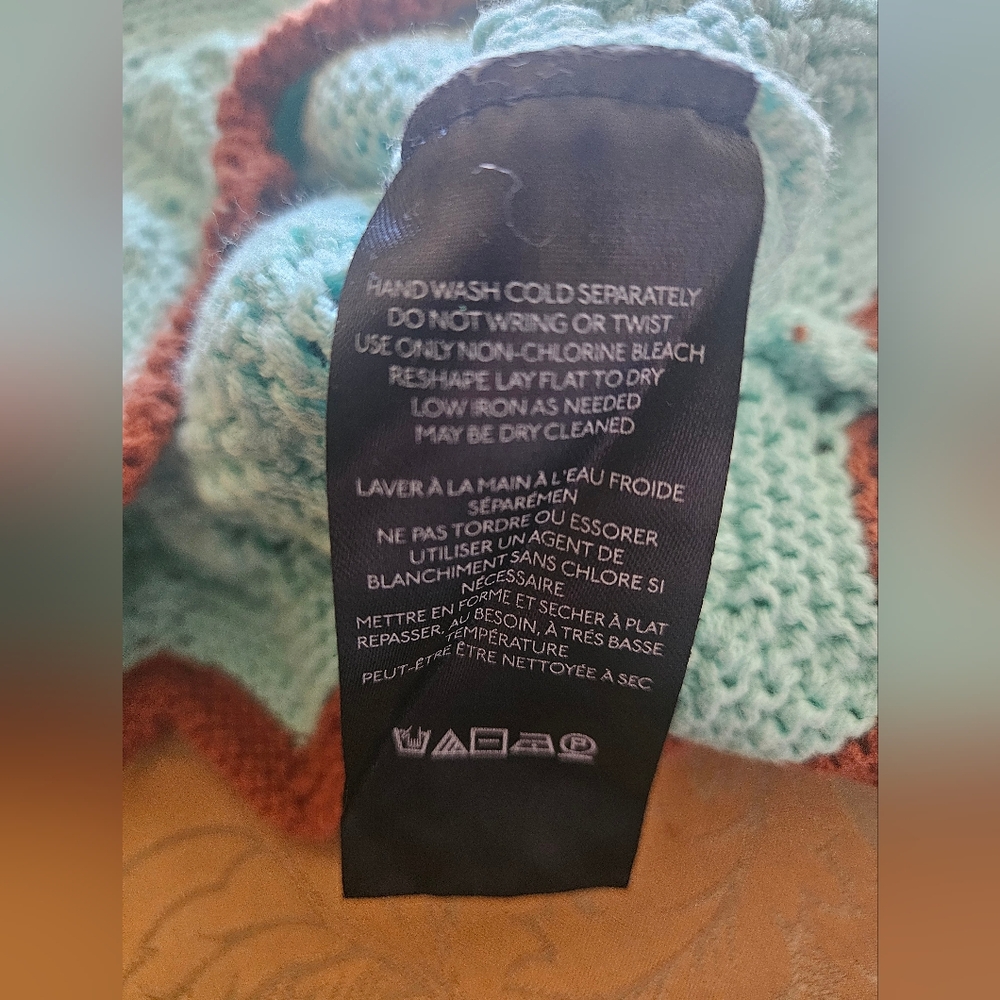 HAND WASH COLD SEPARATELY
DO NOT WRING OR TWIST
USE ONLY NON-CHLORINE BLEACH
RESHAPE LAY FLAT TO DRY
LOW IRON AS NEEDED
MAY BE DRY CLEANED
LAVER À LA MAIN À L'EAU FROIDE
SÉPARÉMEN
NE PAS TORDRE OU ESSORER
UTILISER UN AGENT DE
BLANCHIMENT SANS CHLORE SI
NÉCESSAIRE
METTRE EN FORME ET SECHER À PLAT
REPASSER, AU BESOIN, À TRÉS BASSE
TEMPÉRATURE
PEUT-ÉTRE ÊTRE NETTOYÉE À SEC
P